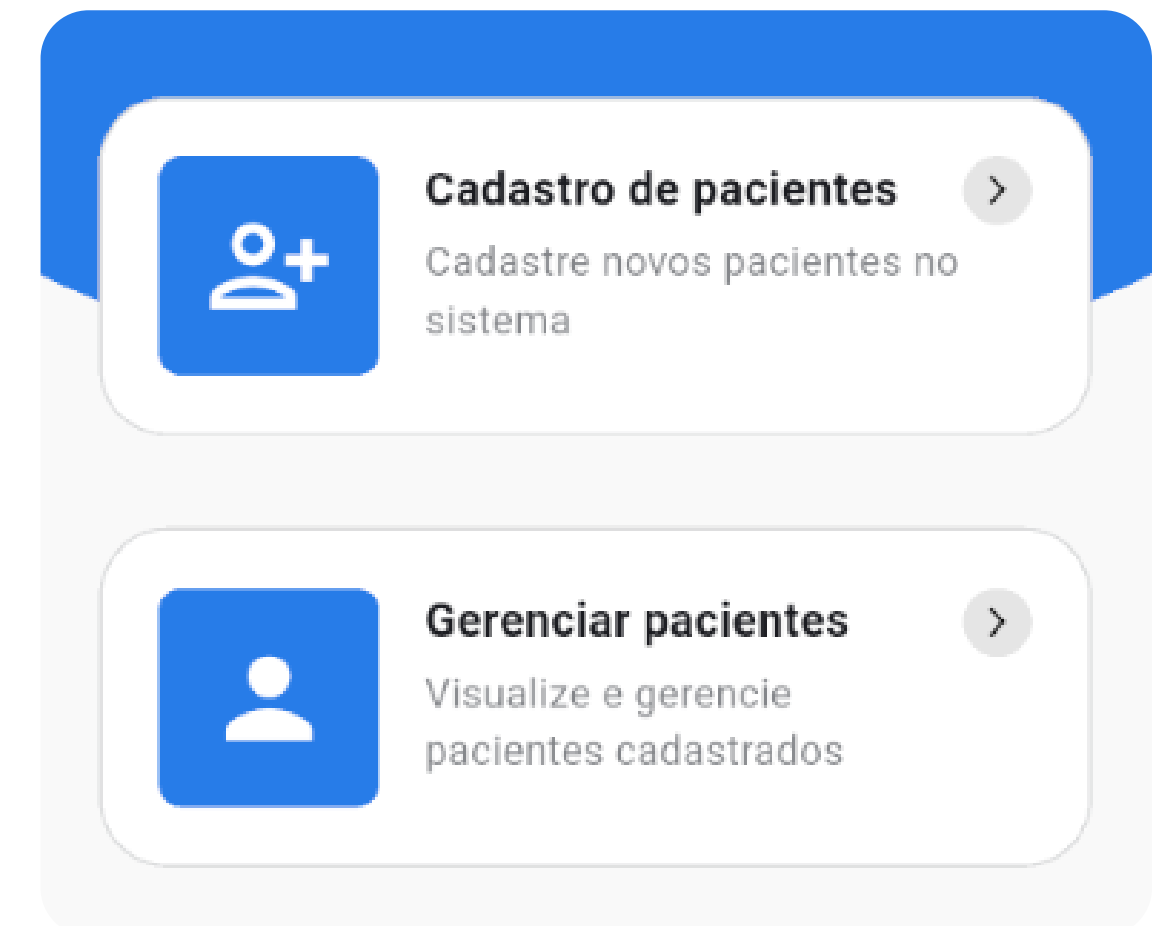 Cadastro de pacientes
Cadastre novos pacientes no
sistema
Gerenciar pacientes
Visualize e gerencie
pacientes cadastrados